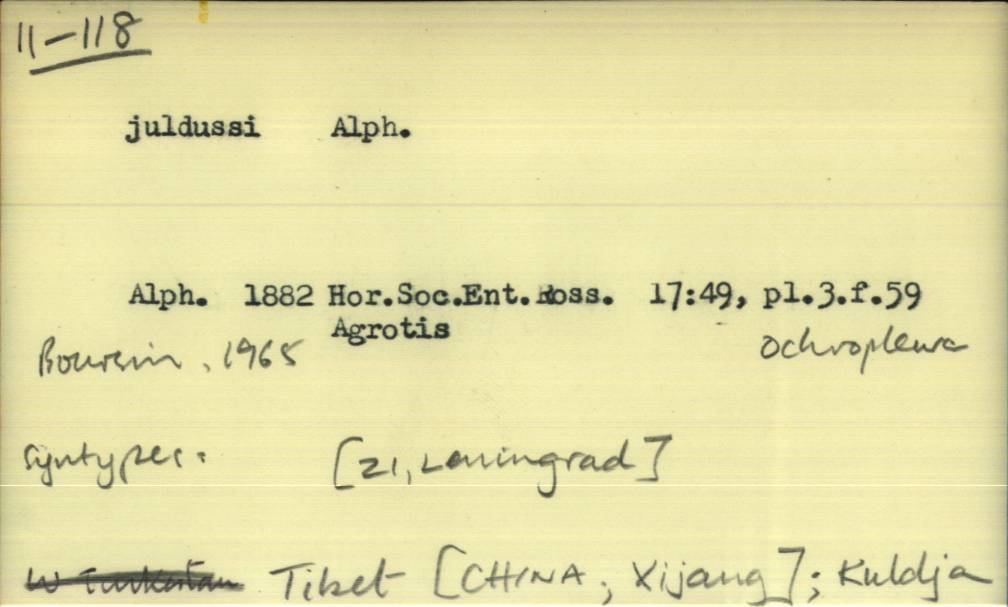 11-118
juldussi Alph.
Alph. 1882 Hor.Soc.Ent.Ross. 17:49, pl.3.f.59
Agrotis
Boursin, 1965 Ochropleura
Syntypes: [ZI, Leningrad]
W Turkestan Tibet [CHINA; Xijang]; Kuldja